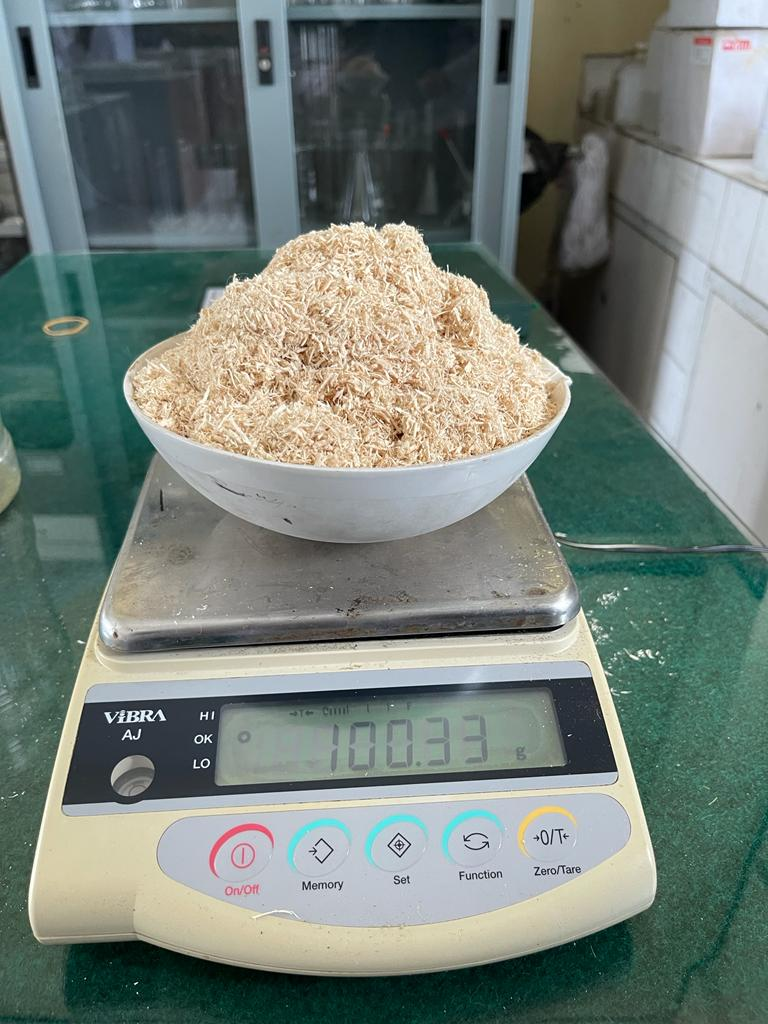 ViBRA
AJ
HI
OK
LO
100.33 g
On/Off
Memory
Set
Function
→0/T←
Zero/Tare